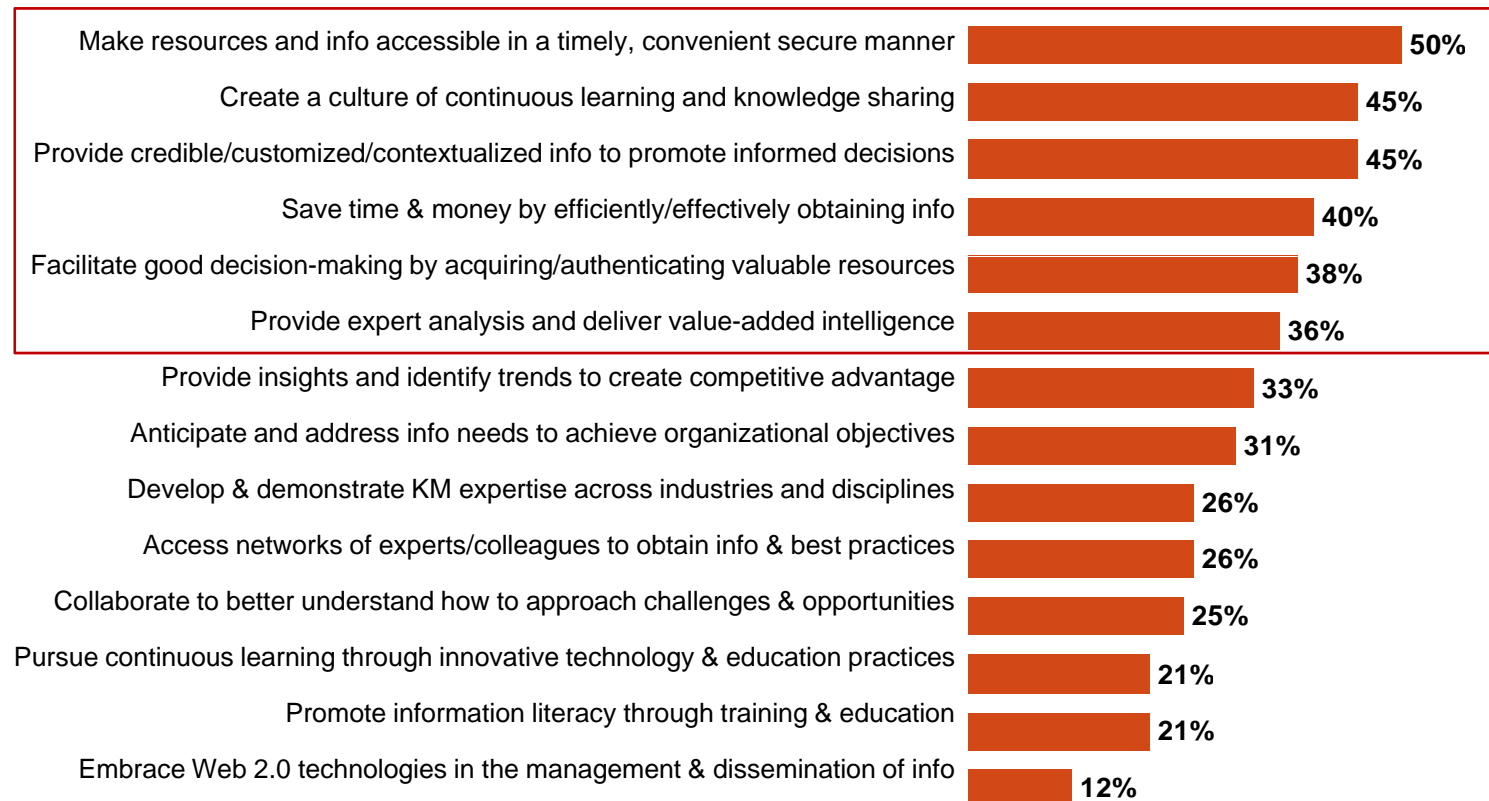 Make resources and info accessible in a timely, convenient secure manner 50%
Create a culture of continuous learning and knowledge sharing 45%
Provide credible/customized/contextualized info to promote informed decisions 45%
Save time & money by efficiently/effectively obtaining info 40%
Facilitate good decision-making by acquiring/authenticating valuable resources 38%
Provide expert analysis and deliver value-added intelligence 36%
Provide insights and identify trends to create competitive advantage 33%
Anticipate and address info needs to achieve organizational objectives 31%
Develop & demonstrate KM expertise across industries and disciplines 26%
Access networks of experts/colleagues to obtain info & best practices 26%
Collaborate to better understand how to approach challenges & opportunities 25%
Pursue continuous learning through innovative technology & education practices 21%
Promote information literacy through training & education 21%
Embrace Web 2.0 technologies in the management & dissemination of info 12%